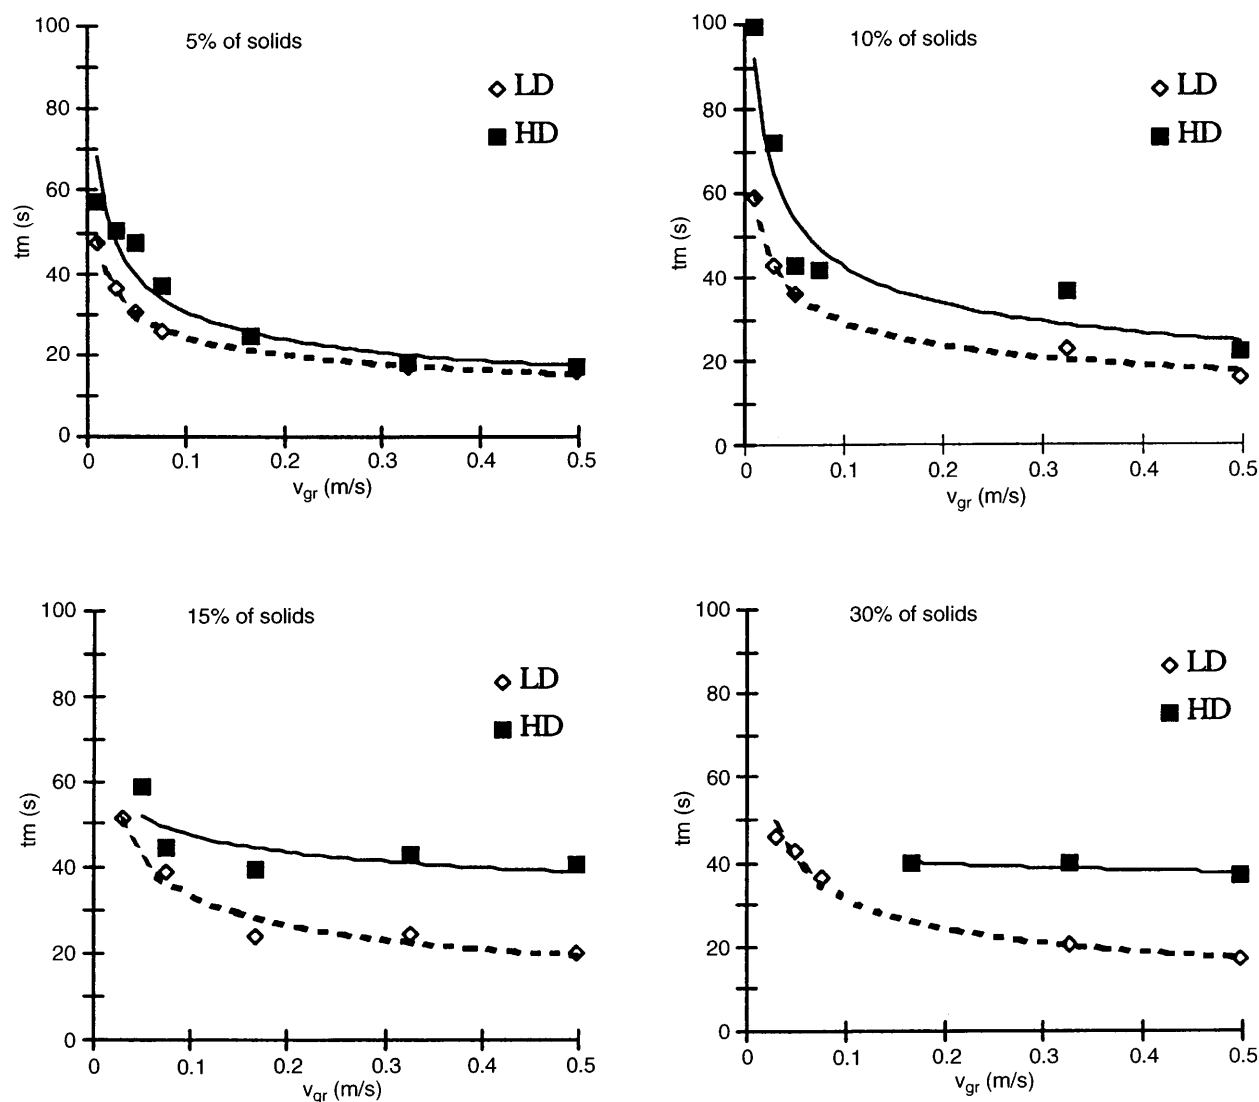 5% of solids
LD
HD
100
80
60
40
20
0
tm (s)
0 0.1 0.2 0.3 0.4 0.5
vgr (m/s)
10% of solids
LD
HD
100
80
60
40
20
0
tm (s)
0 0.1 0.2 0.3 0.4 0.5
vgr (m/s)
15% of solids
LD
HD
100
80
60
40
20
0
tm (s)
0 0.1 0.2 0.3 0.4 0.5
vgr (m/s)
30% of solids
LD
HD
100
80
60
40
20
0
tm (s)
0 0.1 0.2 0.3 0.4 0.5
vgr (m/s)